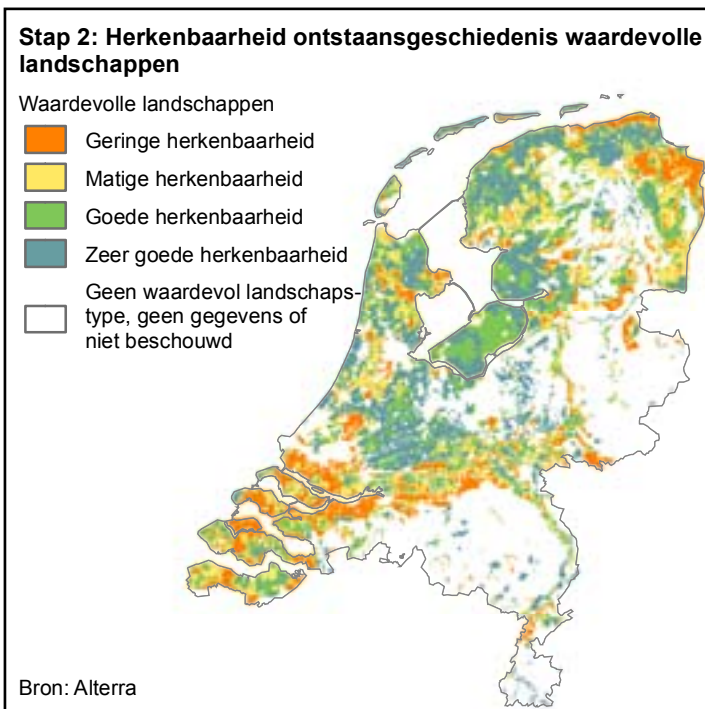 Stap 2: Herkenbaarheid ontstaansgeschiedenis waardevolle
landschappen
Waardevolle landschappen
Geringe herkenbaarheid
Matige herkenbaarheid
Goede herkenbaarheid
Zeer goede herkenbaarheid
Geen waardevol landschaps-
type, geen gegevens of
niet beschouwd
Bron: Alterra